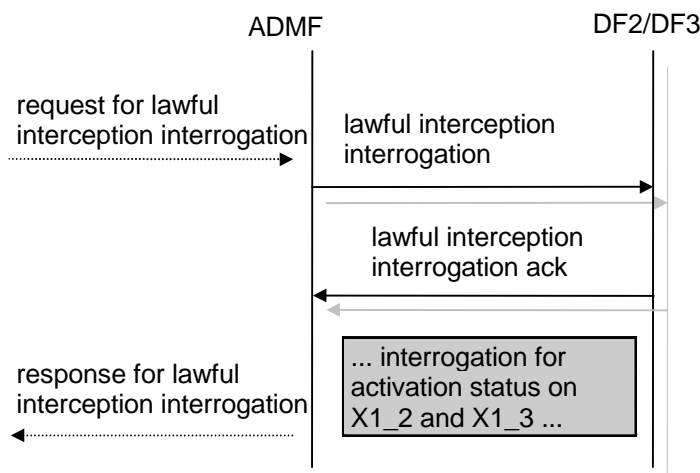 ADMF
DF2/DF3
request for lawful
interception interrogation
lawful interception
interrogation
lawful interception
interrogation ack
... interrogation for
activation status on
X1_2 and X1_3 ...
response for lawful
interception interrogation